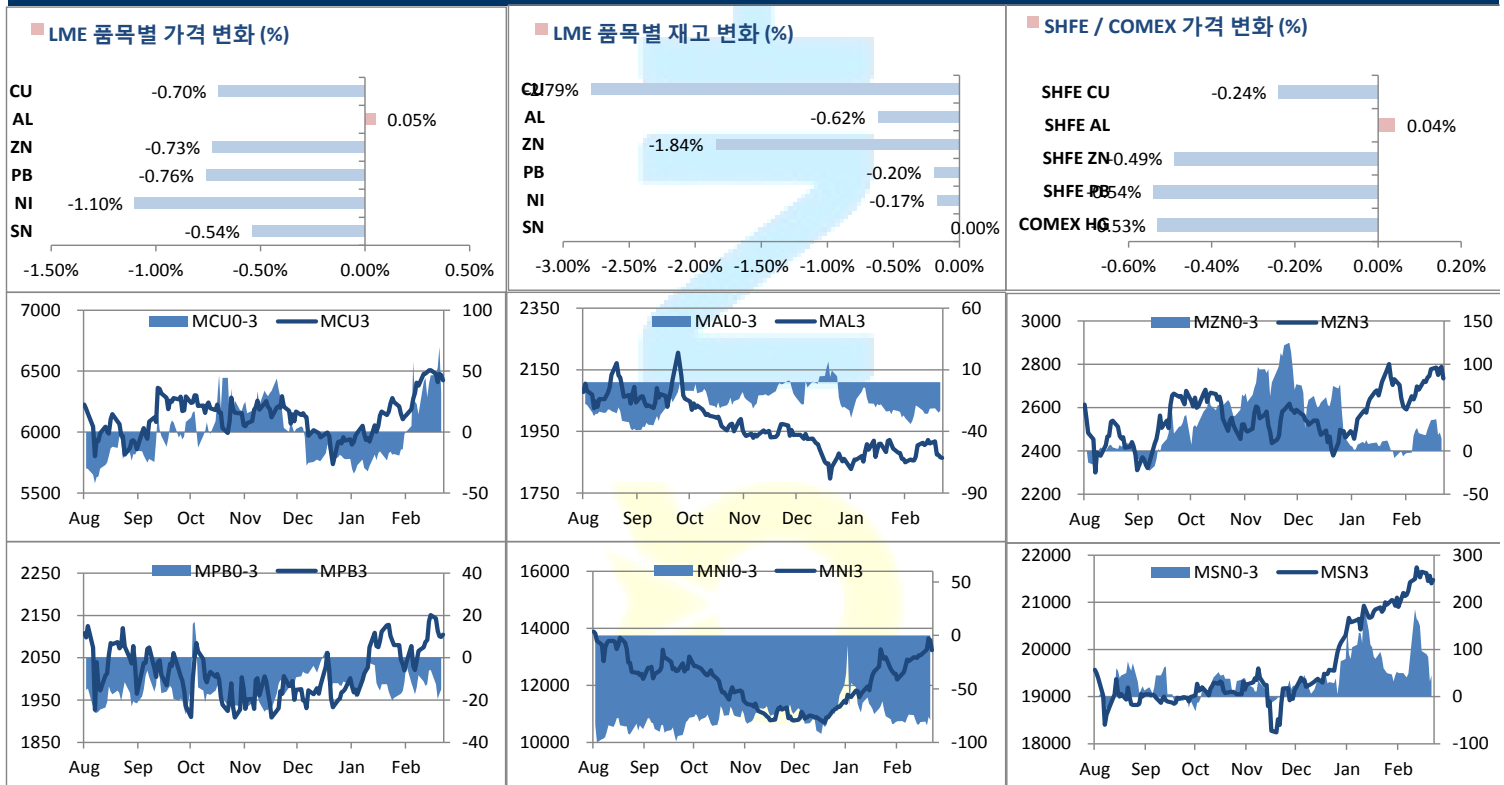 LME 품목별 가격 변화 (%)
CU
-0.70%
AL
0.05%
ZN
-0.73%
PB
-0.76%
NI
-1.10%
SN
-0.54%
-1.50% -1.00% -0.50% 0.00% 0.50%
LME 품목별 재고 변화 (%)
CU
-2.79%
AL
-0.62%
ZN
-1.84%
PB
-0.20%
NI
-0.17%
SN
0.00%
-3.00% -2.50% -2.00% -1.50% -1.00% -0.50% 0.00%
SHFE / COMEX 가격 변화 (%)
SHFE CU
-0.24%
SHFE AL
0.04%
SHFE ZN
-0.49%
SHFE PB
-0.54%
COMEX HG
-0.53%
-0.60% -0.40% -0.20% 0.00% 0.20%
MCU0-3 MCU3
7000 100
6500 50
6000 0
5500 -50
Aug Sep Oct Nov Dec Jan Feb
MAL0-3 MAL3
2350 60
2150 10
1950 -40
1750 -90
Aug Sep Oct Nov Dec Jan Feb
MZN0-3 MZN3
3000 150
2800 100
2600 50
2400 0
2200 -50
Aug Sep Oct Nov Dec Jan Feb
MPB0-3 MPB3
2250 40
2150 20
2050 0
1950 -20
1850 -40
Aug Sep Oct Nov Dec Jan Feb
MNI0-3 MNI3
16000 50
14000 0
12000 -50
10000 -100
Aug Sep Oct Nov Dec Jan Feb
MSN0-3 MSN3
22000 300
21000 200
20000 100
19000 0
18000 -100
Aug Sep Oct Nov Dec Jan Feb